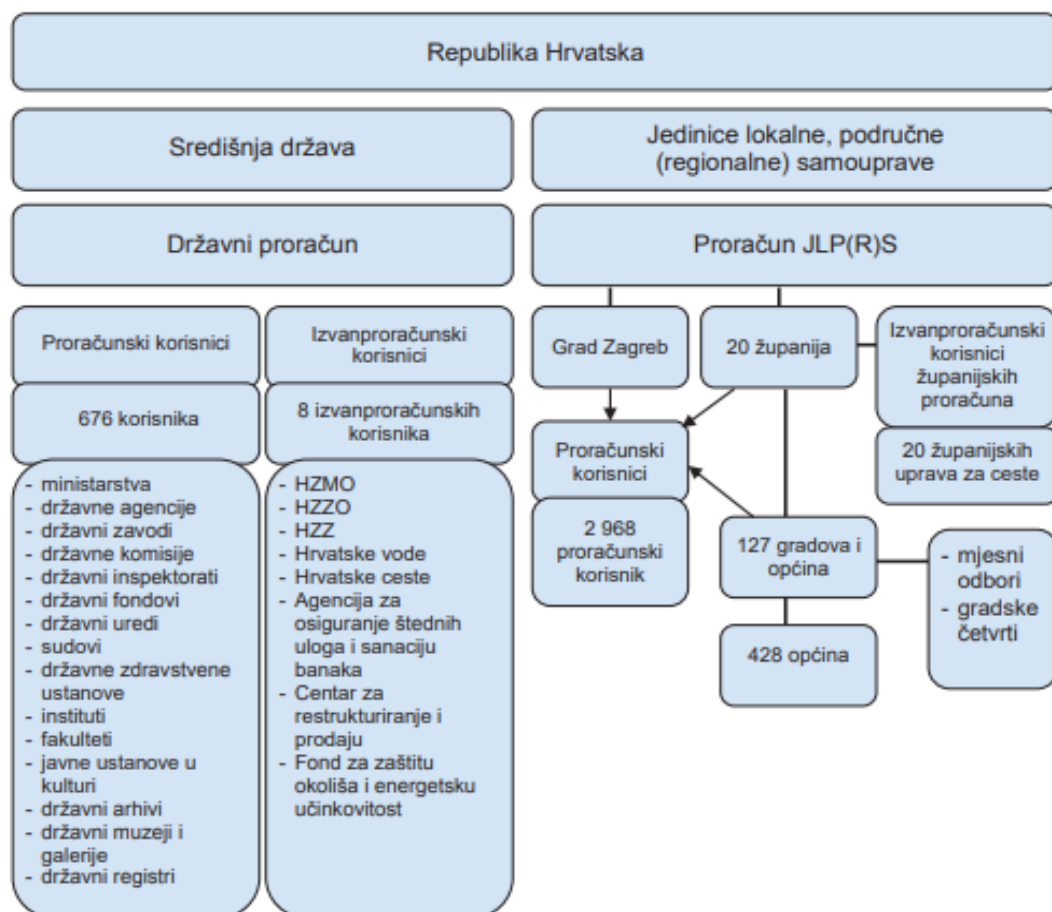 Republika Hrvatska
Središnja država
Jedinice lokalne, područne
(regionalne) samouprave
Državni proračun
Proračun JLP(R)S
Proračunski korisnici
Izvanproračunski
korisnici
676 korisnika
8 izvanproračunskih
korisnika
- ministarstva
- državne agencije
- državni zavodi
- državne komisije
- državni inspektorati
- državni fondovi
- državni uredi
- sudovi
- državne zdravstvene
ustanove
- instituti
- fakulteti
- javne ustanove u
kulturi
- državni arhivi
- državni muzeji i
galerije
- državni registri
- HZMO
- HZZO
- HZZ
- Hrvatske vode
- Hrvatske ceste
- Agencija za
osiguranje štednih
uloga i sanaciju
banaka
- Centar za
restrukturiranje i
prodaju
- Fond za zaštitu
okoliša i energetsku
učinkovitost
Grad Zagreb
20 županija
Izvanproračunski
korisnici
županijskih
proračuna
20 županijskih
uprava za ceste
Proračunski
korisnici
2 968
proračunski
korisnik
127 gradova i
općina
- mjesni
odbori
- gradske
četvrti
428 općina